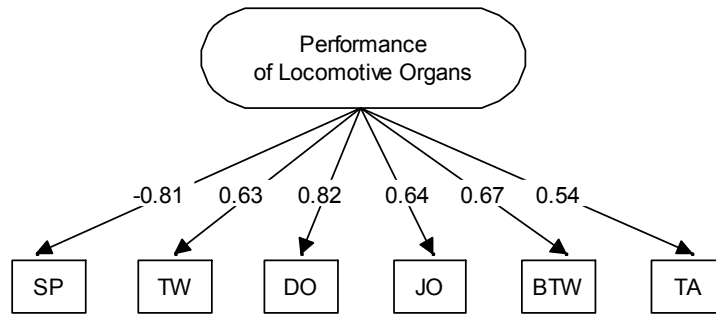 Performance
of Locomotive Organs
-0.81 0.63 0.82 0.64 0.67 0.54
SP TW DO JO BTW TA